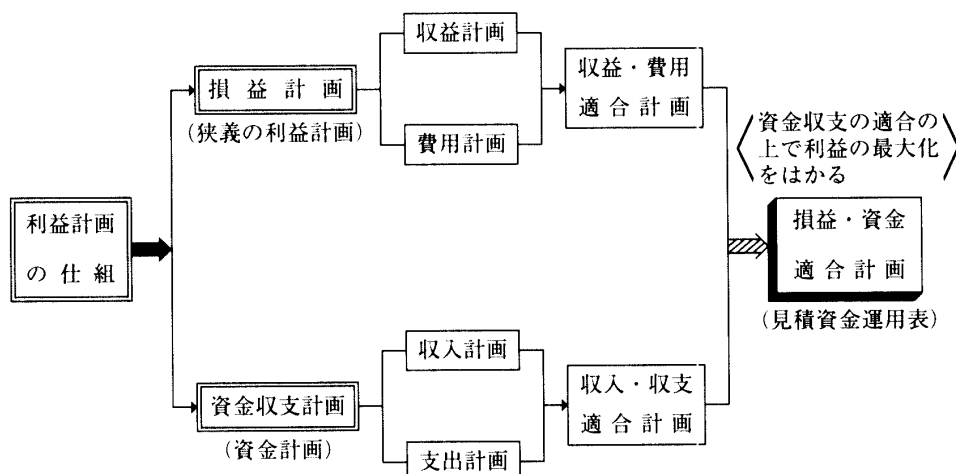 収益計画
損益計画
(狭義の利益計画)
費用計画
収益・費用
適合計画
〈資金収支の適合の
上で利益の最大化
をはかる〉
利益計画
の仕組
損益・資金
適合計画
(見積資金運用表)
収入計画
資金収支計画
(資金計画)
支出計画
収入・収支
適合計画